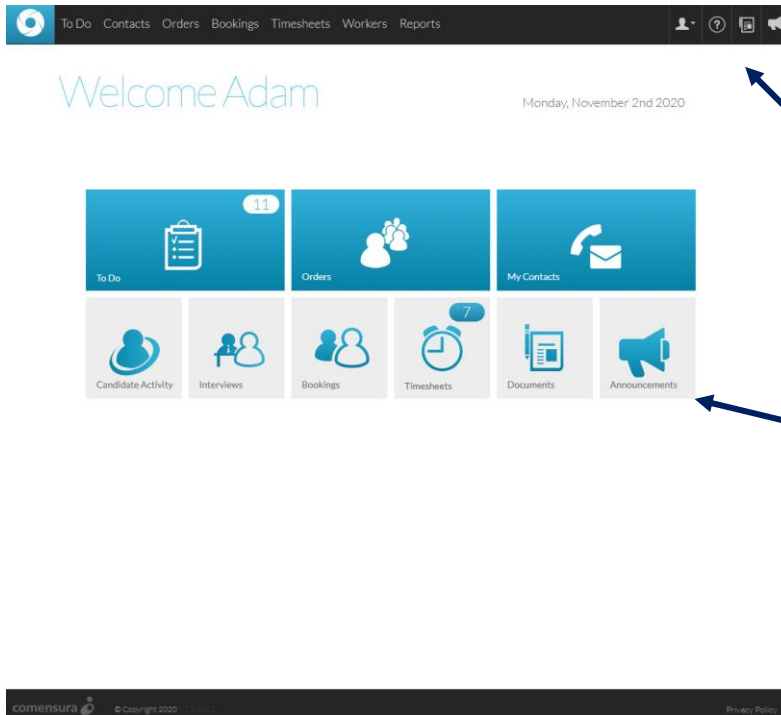 To Do Contacts Orders Bookings Timesheets Workers Reports
Welcome Adam
Monday, November 2nd 2020
11
To Do
Orders
My Contacts
7
Candidate Activity
Interviews
Bookings
Timesheets
Documents
Announcements
comensura © Copyright 2020
Privacy Policy